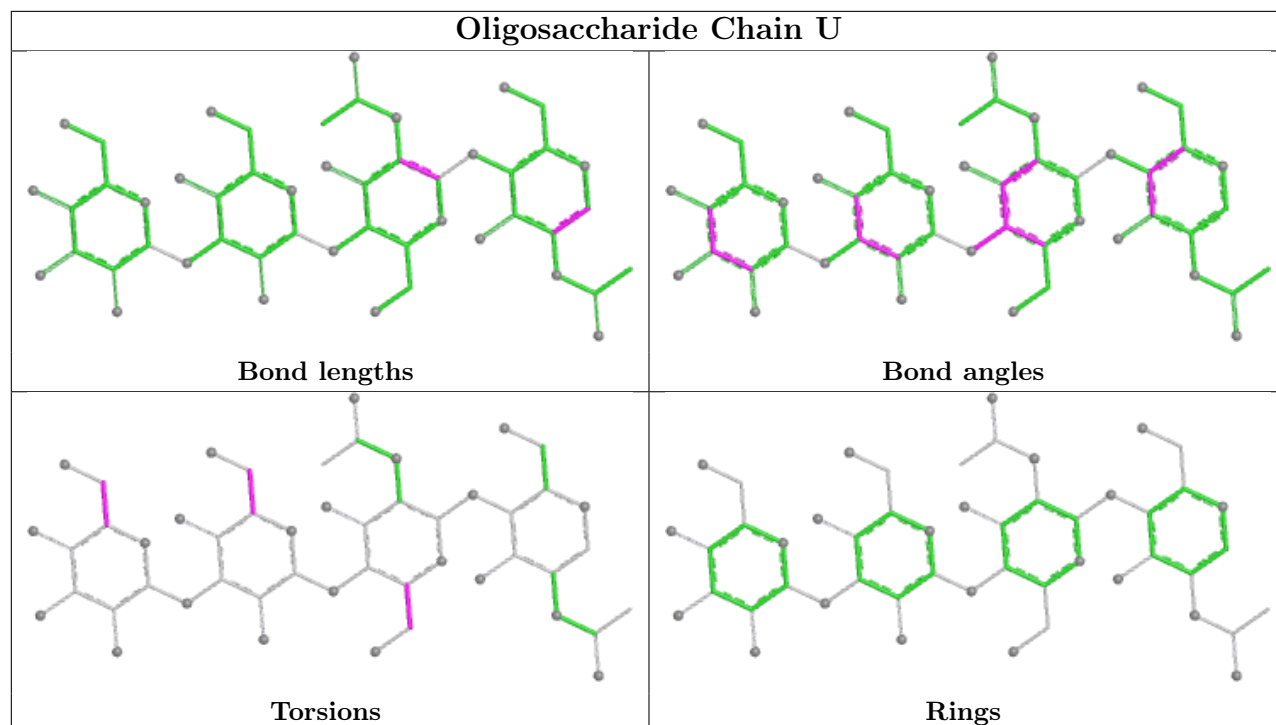 Oligosaccharide Chain U
Bond lengths
Bond angles
Torsions
Rings